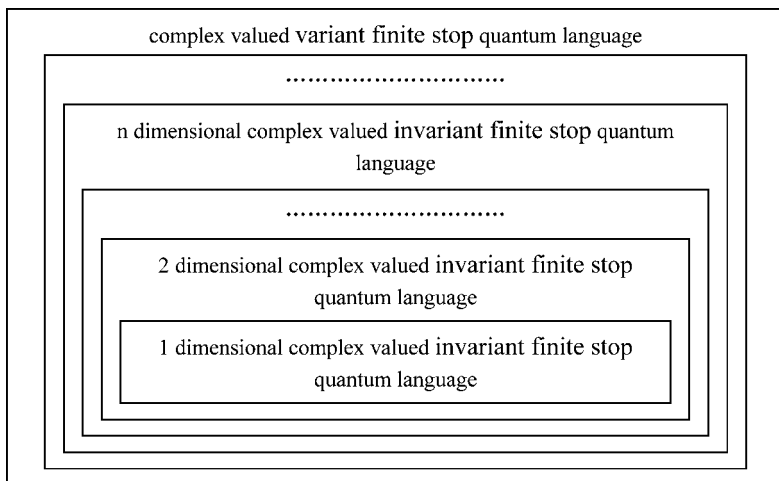 complex valued variant finite stop quantum language
..............................
n dimensional complex valued invariant finite stop quantum
language
..............................
2 dimensional complex valued invariant finite stop
quantum language
1 dimensional complex valued invariant finite stop
quantum language